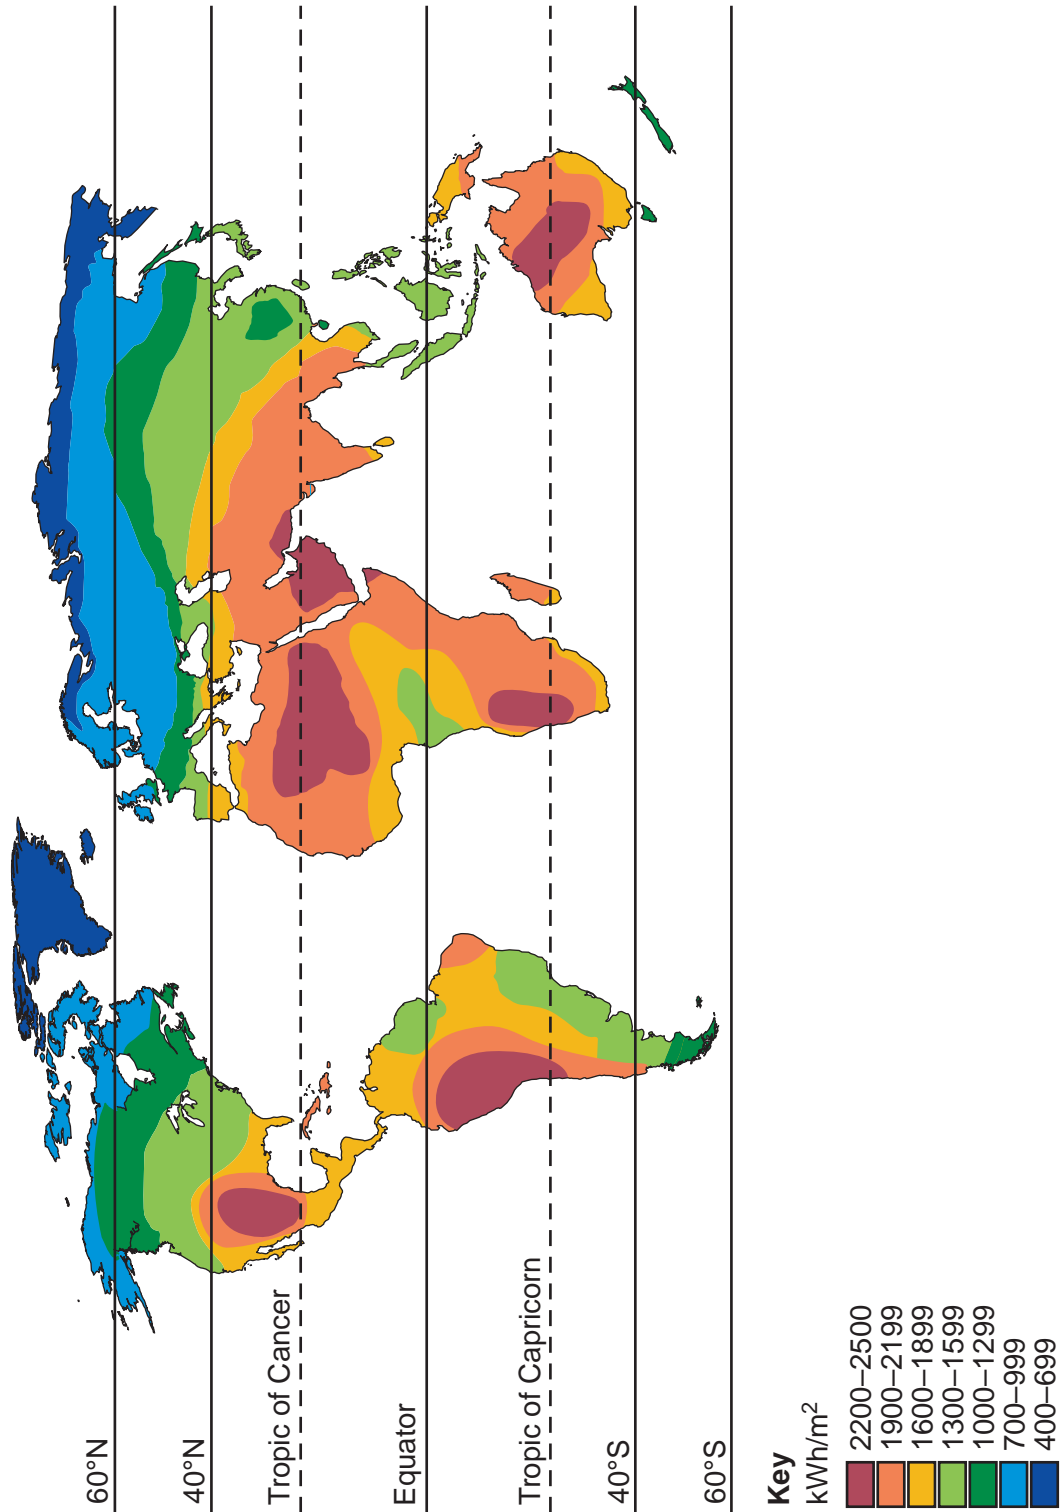 60°N
40°N
Tropic of Cancer
Equator
Tropic of Capricorn
40°S
60°S
Key
kWh/m²
2200–2500
1900–2199
1600–1899
1300–1599
1000–1299
700–999
400–699